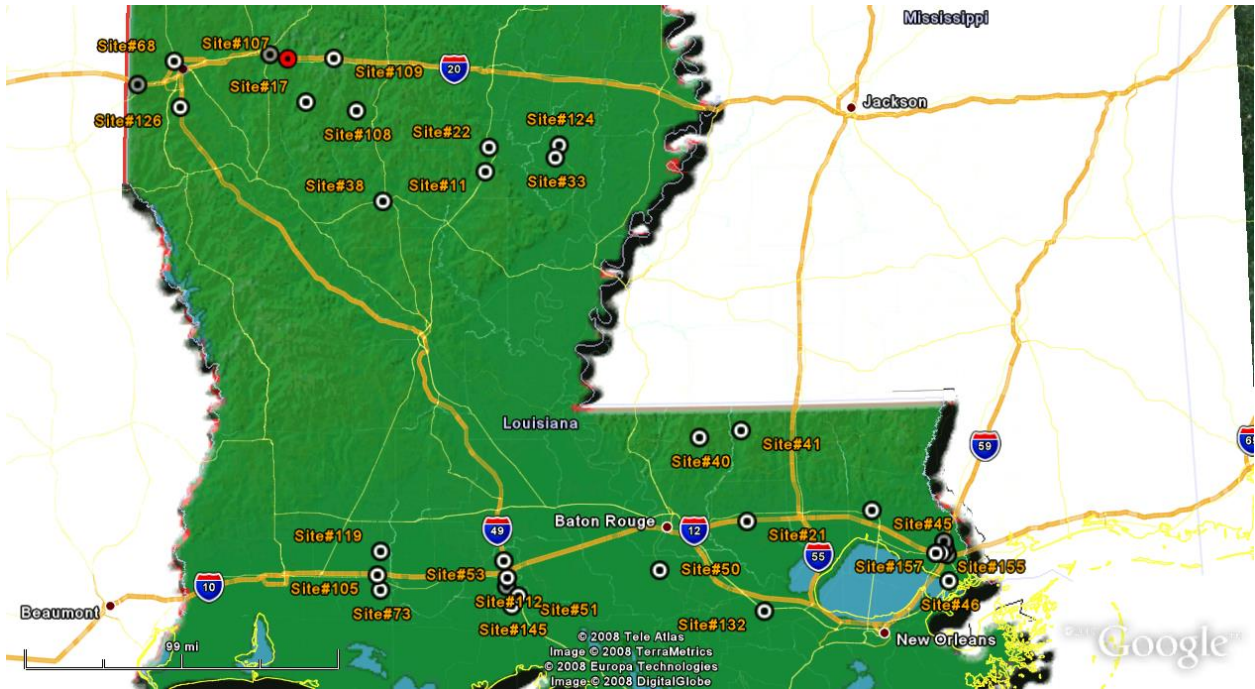 Mississippi
Site#68
Site#107
20
Site#109
Site#17
Jackson
Site#126
Site#108
Site#22
Site#124
Site#38
Site#11
Site#33
Louisiana
Site#40
Site#41
59
65
Baton Rouge
49
12
Site#21
Site#45
Site#119
55
Site#105
Site#53
Site#50
Site#157
Site#155
10
Site#73
Site#112
Site#51
Site#46
Beaumont
Site#145
Site#132
New Orleans
99 mi
© 2008 Tele Atlas
Image © 2008 TerraMetrics
© 2008 Europa Technologies
Image © 2008 DigitalGlobe
Google